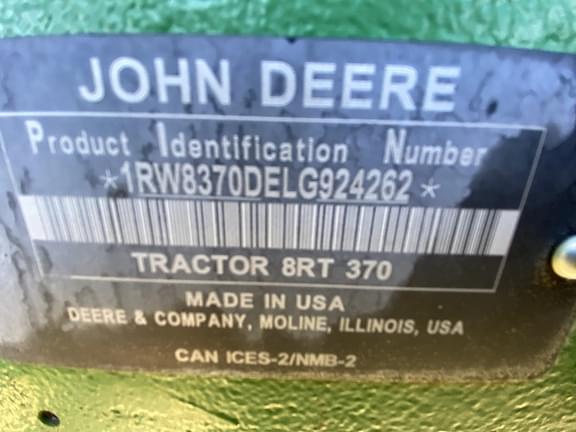 JOHN DEERE
Product Identification Number
*1RW8370DELG924262*
TRACTOR 8RT 370
MADE IN USA
DEERE & COMPANY, MOLINE, ILLINOIS, USA
CAN ICES-2/NMB-2